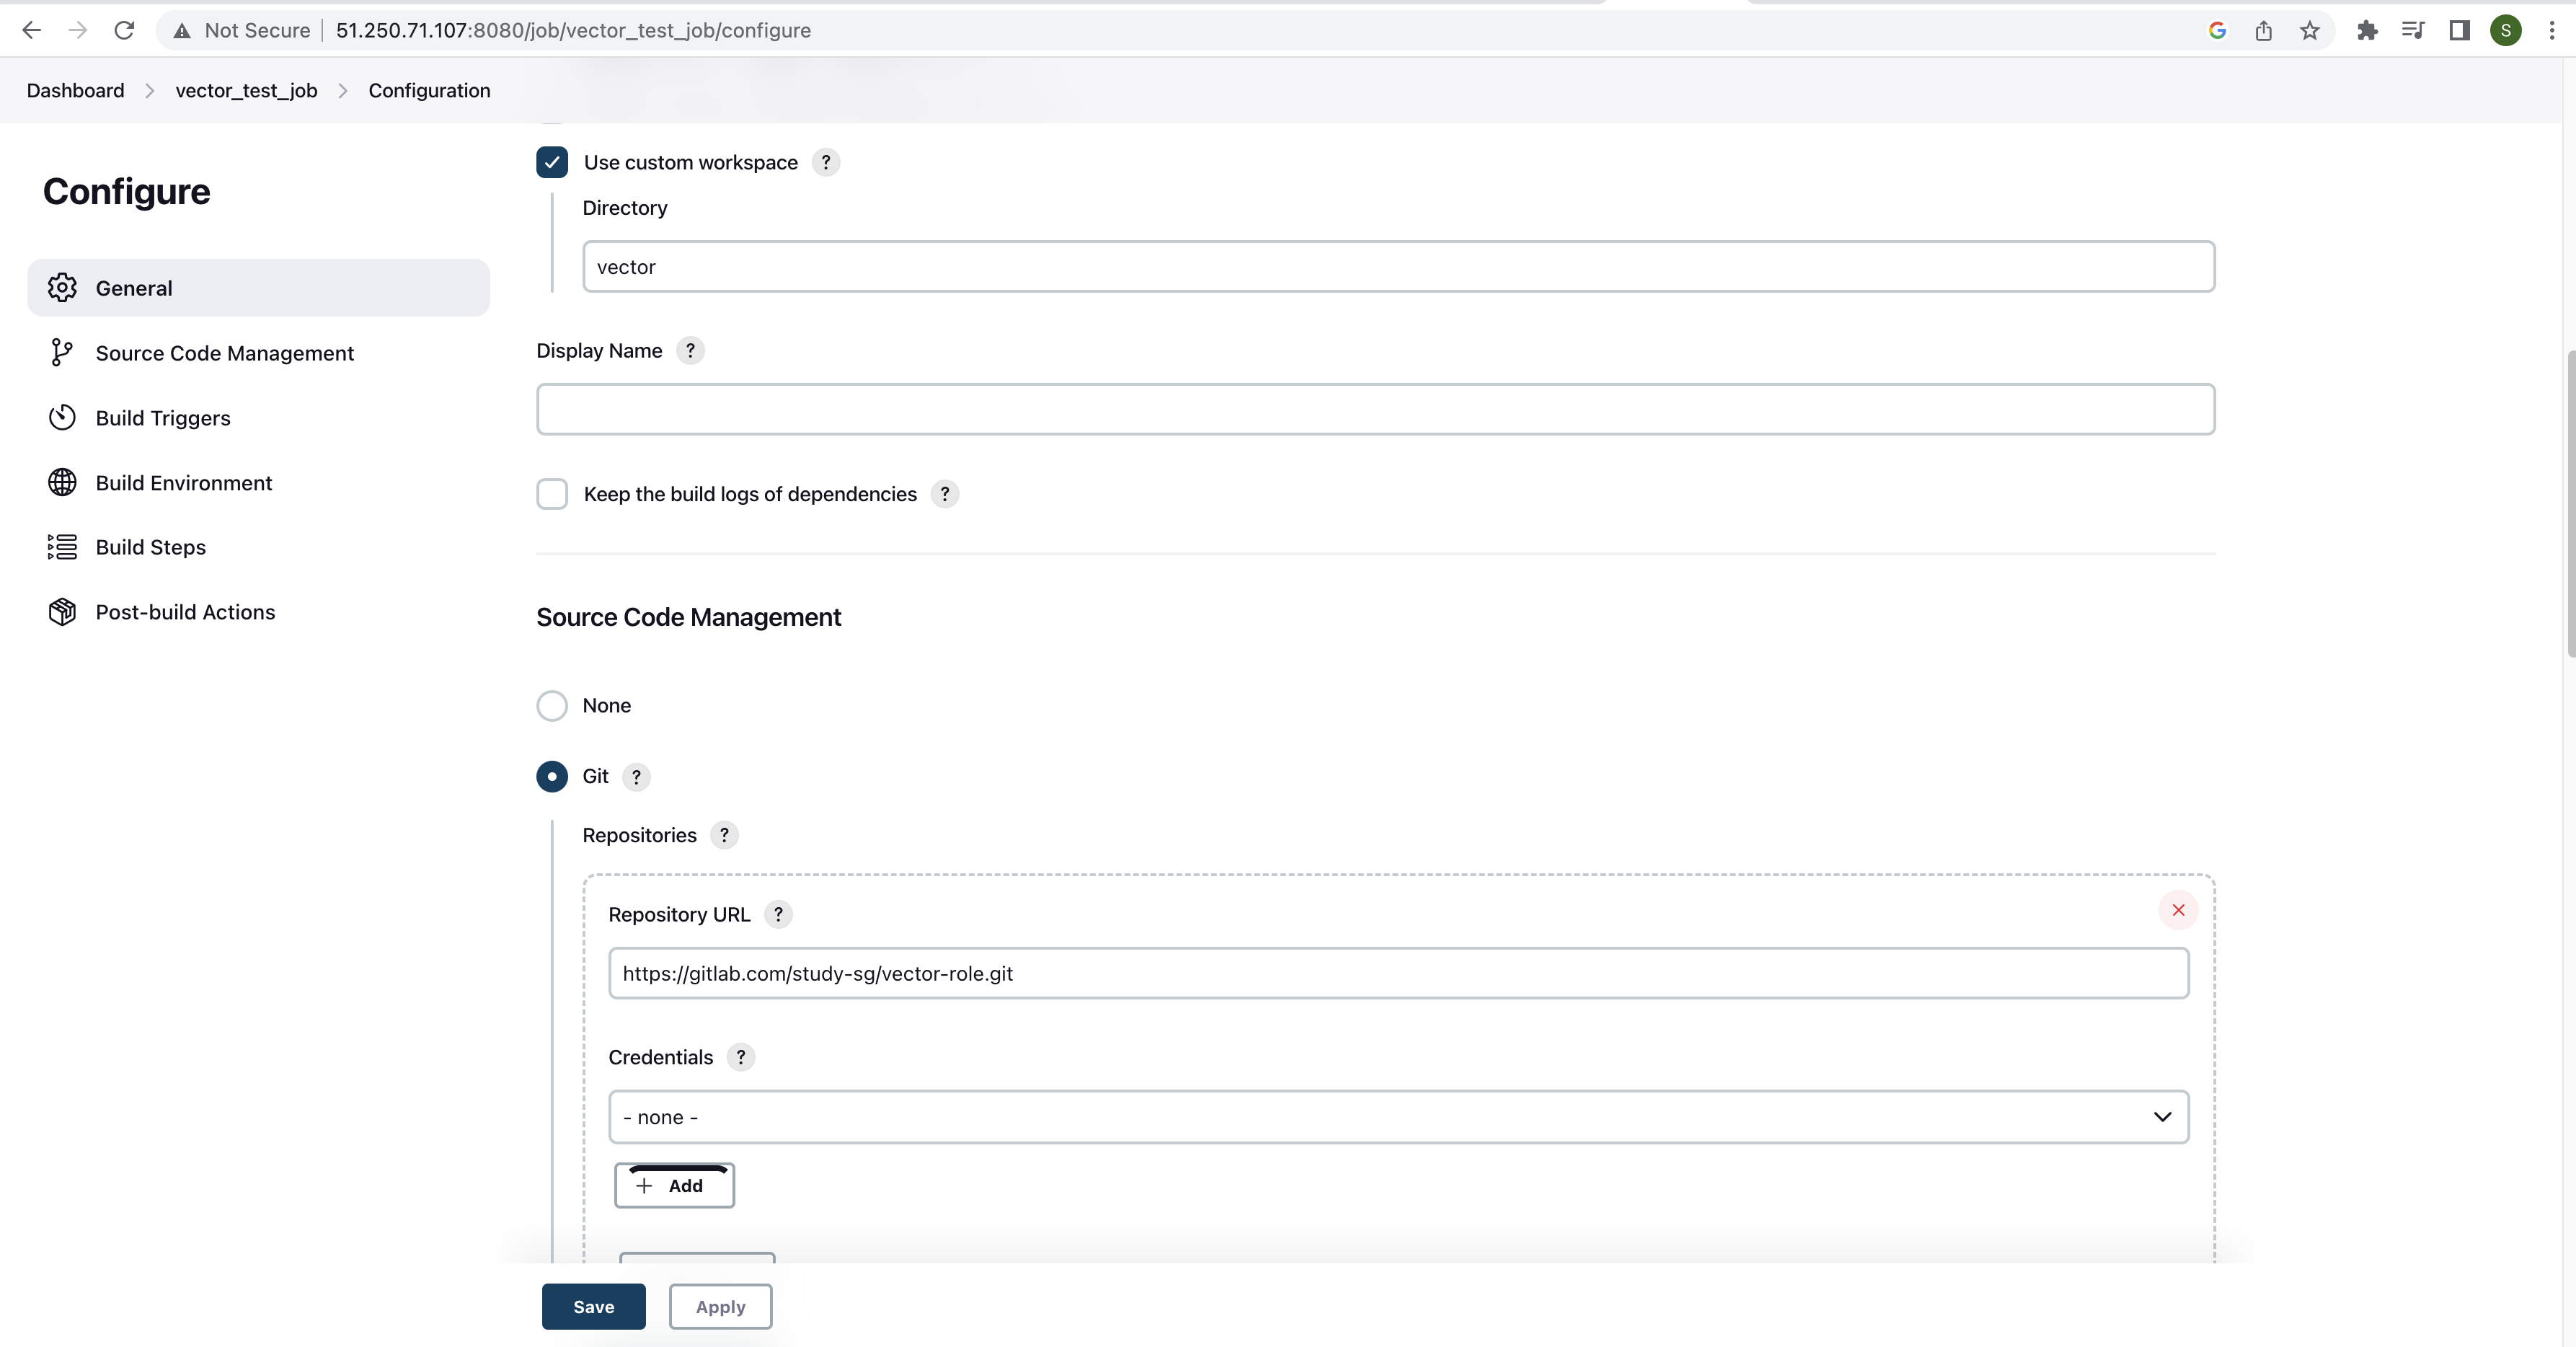 Not Secure 51.250.71.107:8080/job/vector_test_job/configure S
Dashboard vector_test_job Configuration
Configure
General
Source Code Management
Build Triggers
Build Environment
Build Steps
Post-build Actions
Use custom workspace ?
Directory
vector
Display Name ?
Keep the build logs of dependencies ?
Source Code Management
None
Git ?
Repositories ?
Repository URL ?
https://gitlab.com/study-sg/vector-role.git
Credentials ?
- none -
+ Add
Save Apply